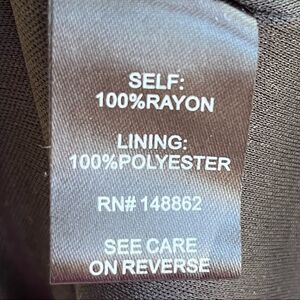 SELF:
100%RAYON
LINING:
100%POLYESTER
RN# 148862
SEE CARE
ON REVERSE